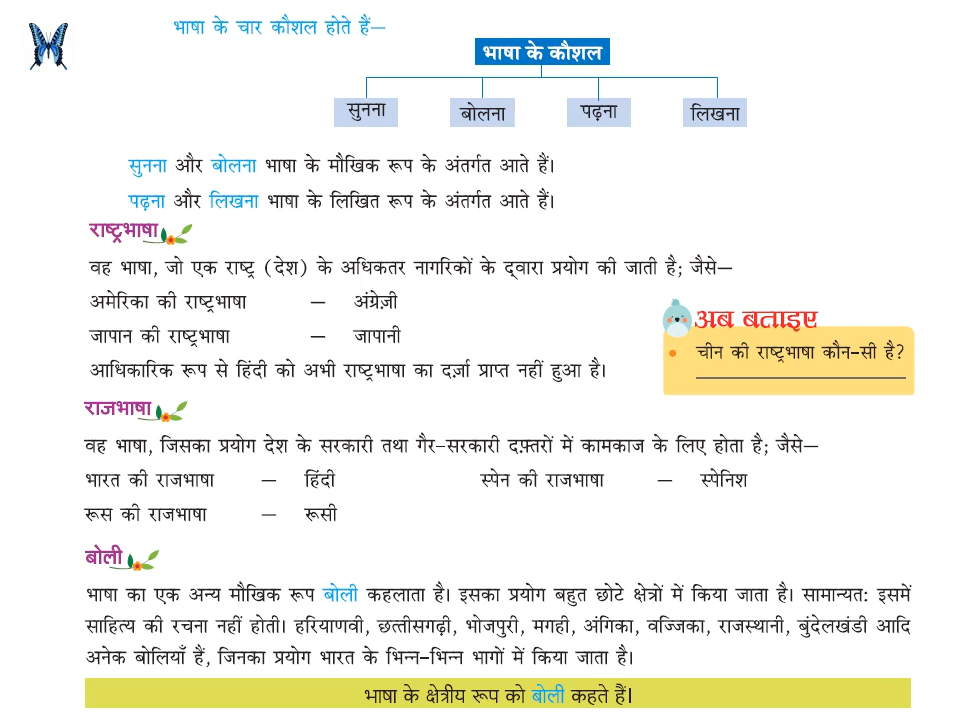 भाषा के चार कौशल होते हैं—
भाषा के कौशल
सुनना बोलना पढ़ना लिखना
सुनना और बोलना भाषा के मौखिक रूप के अंतर्गत आते हैं।
पढ़ना और लिखना भाषा के लिखित रूप के अंतर्गत आते हैं।
राष्ट्रभाषा
वह भाषा, जो एक राष्ट्र (देश) के अधिकतर नागरिकों के द्वारा प्रयोग की जाती है; जैसे—
अमेरिका की राष्ट्रभाषा — अंग्रेज़ी
जापान की राष्ट्रभाषा — जापानी
आधिकारिक रूप से हिंदी को अभी राष्ट्रभाषा का दर्ज़ा प्राप्त नहीं हुआ है।
अब बताइए
• चीन की राष्ट्रभाषा कौन-सी है?
राजभाषा
वह भाषा, जिसका प्रयोग देश के सरकारी तथा गैर-सरकारी दफ़्तरों में कामकाज के लिए होता है; जैसे—
भारत की राजभाषा — हिंदी स्पेन की राजभाषा — स्पेनिश
रूस की राजभाषा — रूसी
बोली
भाषा का एक अन्य मौखिक रूप बोली कहलाता है। इसका प्रयोग बहुत छोटे क्षेत्रों में किया जाता है। सामान्यत: इसमें
साहित्य की रचना नहीं होती। हरियाणवी, छत्तीसगढ़ी, भोजपुरी, मगही, अंगिका, वज्जिका, राजस्थानी, बुंदेलखंडी आदि
अनेक बोलियाँ हैं, जिनका प्रयोग भारत के भिन्न-भिन्न भागों में किया जाता है।
भाषा के क्षेत्रीय रूप को बोली कहते हैं।